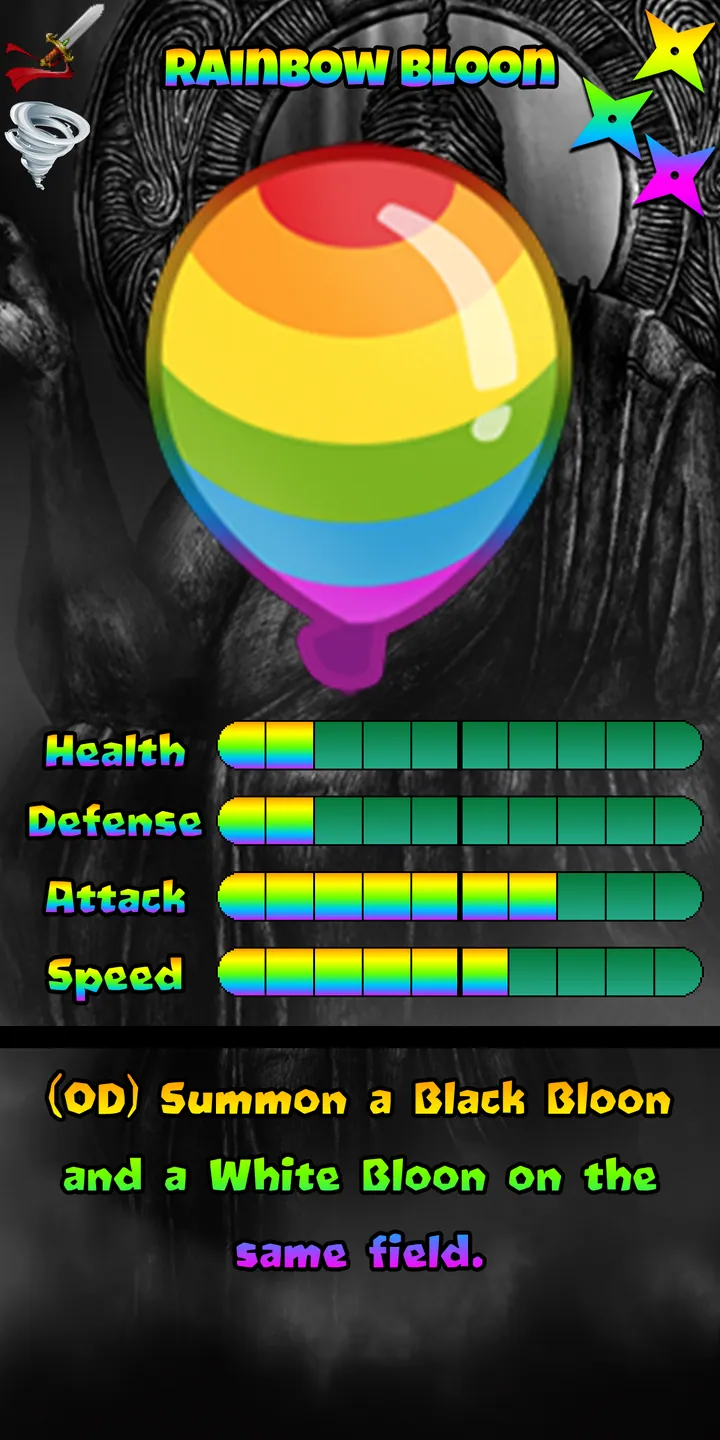 RAINBOW BLOON
Health
Defense
Attack
Speed
(OD) Summon a Black Bloon
and a White Bloon on the
same field.